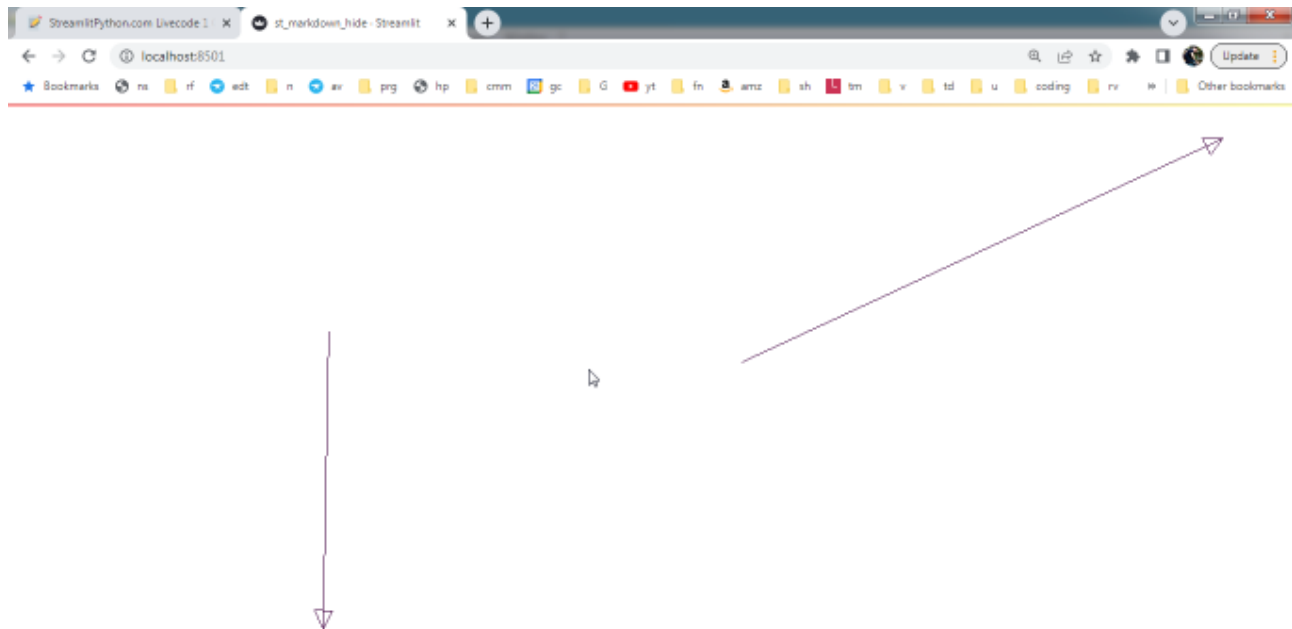 StreamlitPython.com Livecode 1 st_markdown_hide · Streamlit
localhost:8501 Update
Bookmarks ns rf edt n av prg hp cmm gc G yt fn amz sh tm v td u coding rv » Other bookmarks